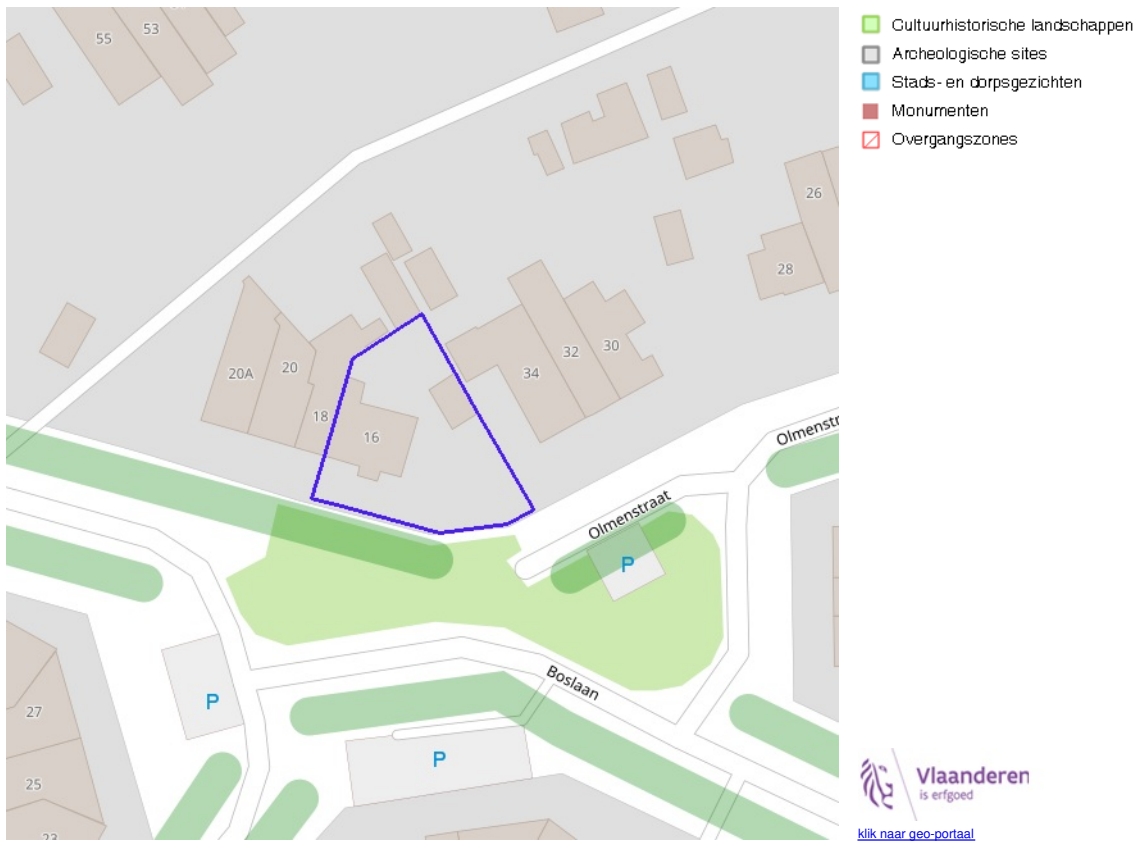 55
53
26
28
20A
20
18
16
34
32
30
Olmenstr
Olmenstraat
P
Boslaan
P
P
27
25
23
Cultuurhistorische landschappen
Archeologische sites
Stads- en dorpsgezichten
Monumenten
Overgangszones
Vlaanderen
is erfgoed
klik naar geo-portaal